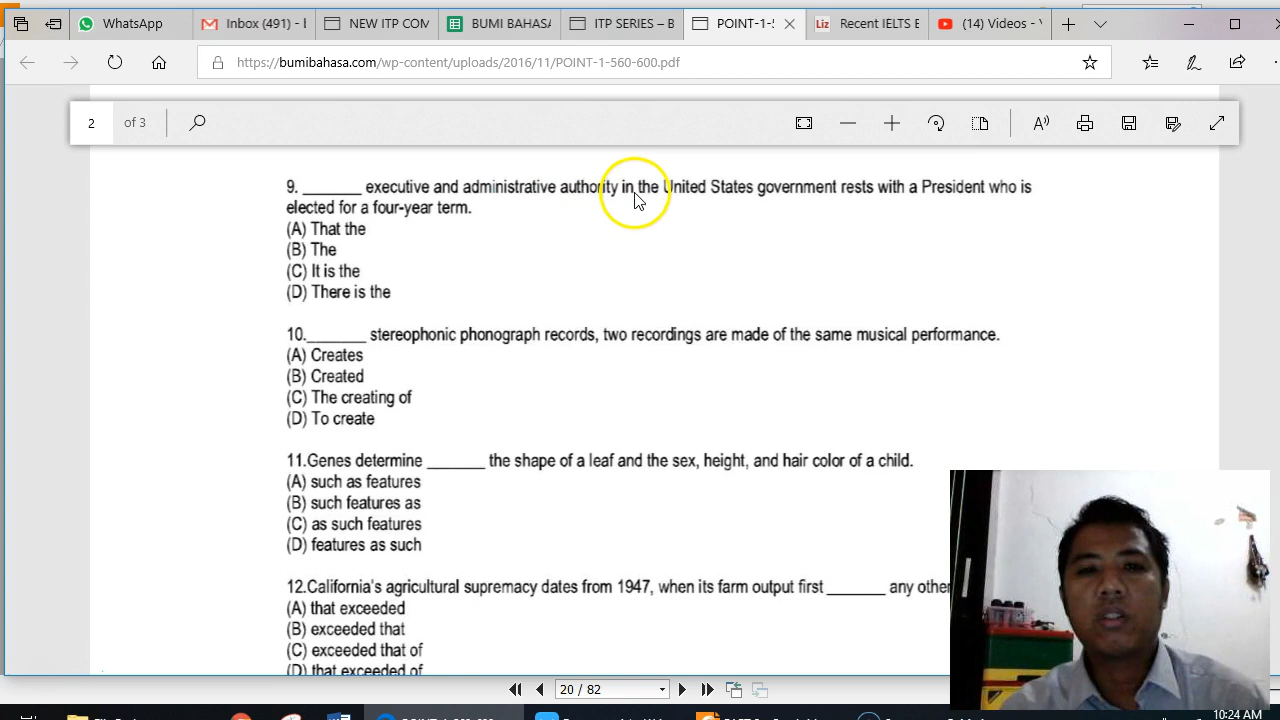 WhatsApp
Inbox (491) - l
NEW ITP COM
BUMI BAHASA
ITP SERIES – B
POINT-1-5
Liz
Recent IELTS E
(14) Videos - Y
https://bumibahasa.com/wp-content/uploads/2016/11/POINT-1-560-600.pdf
2 of 3
9. _______ executive and administrative authority in the United States government rests with a President who is
elected for a four-year term.
(A) That the
(B) The
(C) It is the
(D) There is the
10._______ stereophonic phonograph records, two recordings are made of the same musical performance.
(A) Creates
(B) Created
(C) The creating of
(D) To create
11.Genes determine _______ the shape of a leaf and the sex, height, and hair color of a child.
(A) such as features
(B) such features as
(C) as such features
(D) features as such
12.California's agricultural supremacy dates from 1947, when its farm output first _______ any other
(A) that exceeded
(B) exceeded that
(C) exceeded that of
(D) that exceeded of
20 / 82
10:24 AM